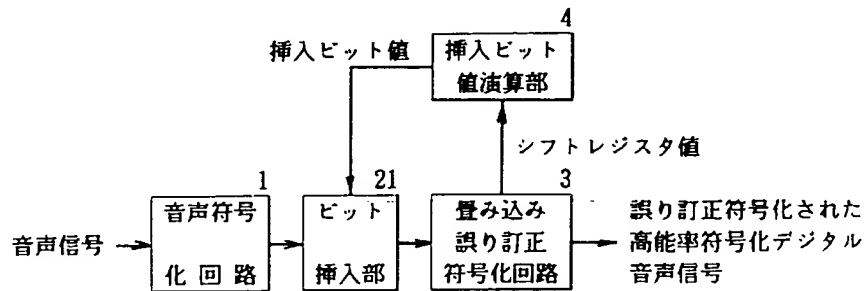 4
挿入ビット値
挿入ビット
値演算部
シフトレジスタ値
1
21
3
音声信号
音声符号
化回路
ビット
挿入部
畳み込み
誤り訂正
符号化回路
誤り訂正符号化された
高能率符号化デジタル
音声信号